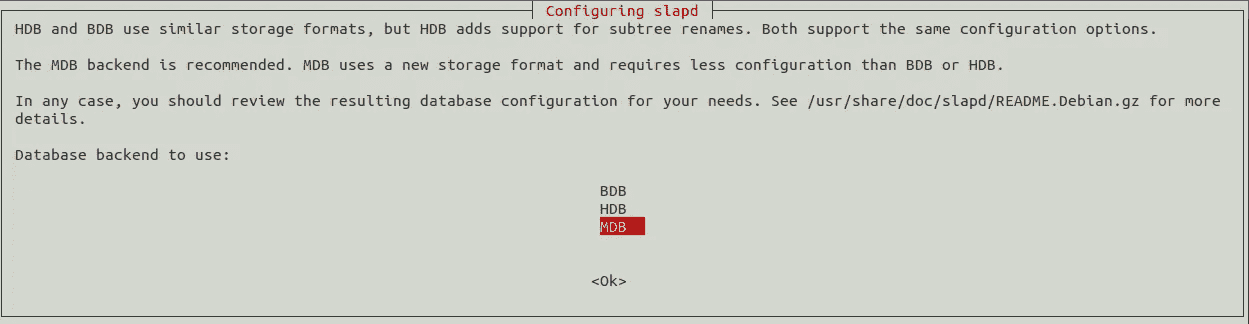 Configuring slapd
HDB and BDB use similar storage formats, but HDB adds support for subtree renames. Both support the same configuration options.
The MDB backend is recommended. MDB uses a new storage format and requires less configuration than BDB or HDB.
In any case, you should review the resulting database configuration for your needs. See /usr/share/doc/slapd/README.Debian.gz for more
details.
Database backend to use:
BDB
HDB
MDB
<Ok>